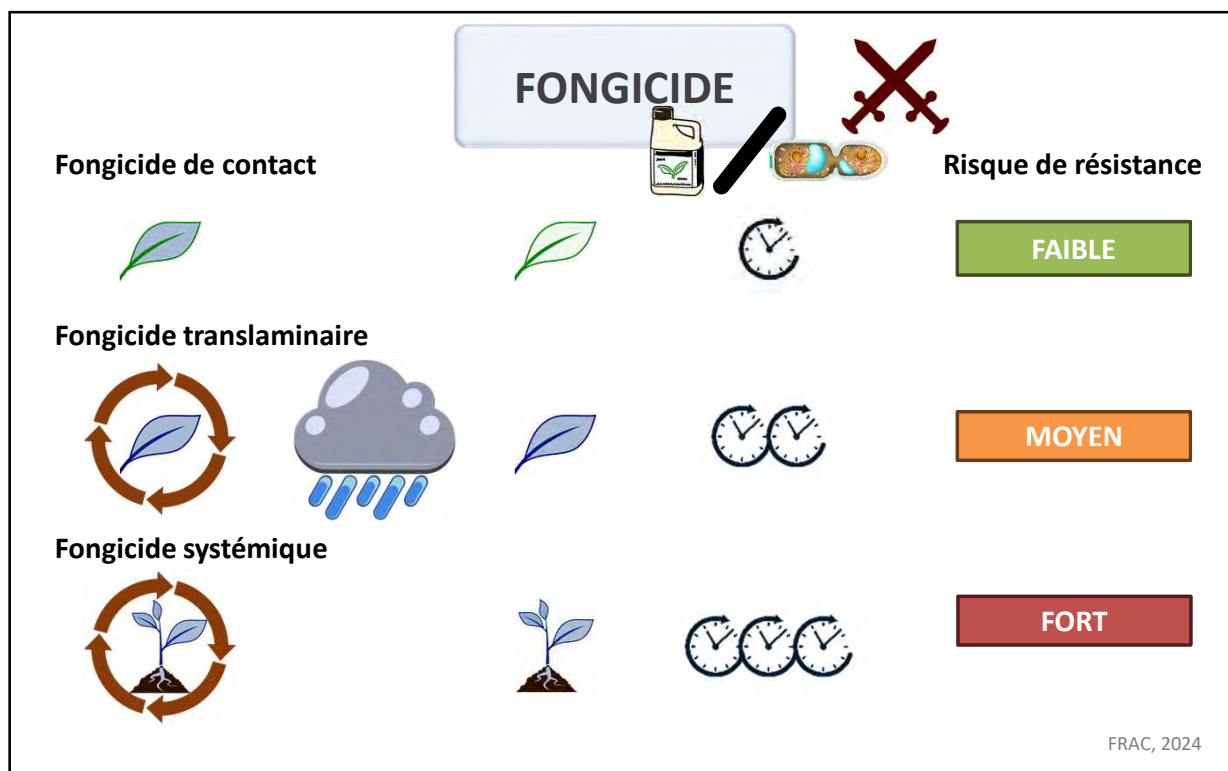 FONGICIDE
Fongicide de contact
Risque de résistance
FAIBLE
Fongicide translaminaire
MOYEN
Fongicide systémique
FORT
FRAC, 2024